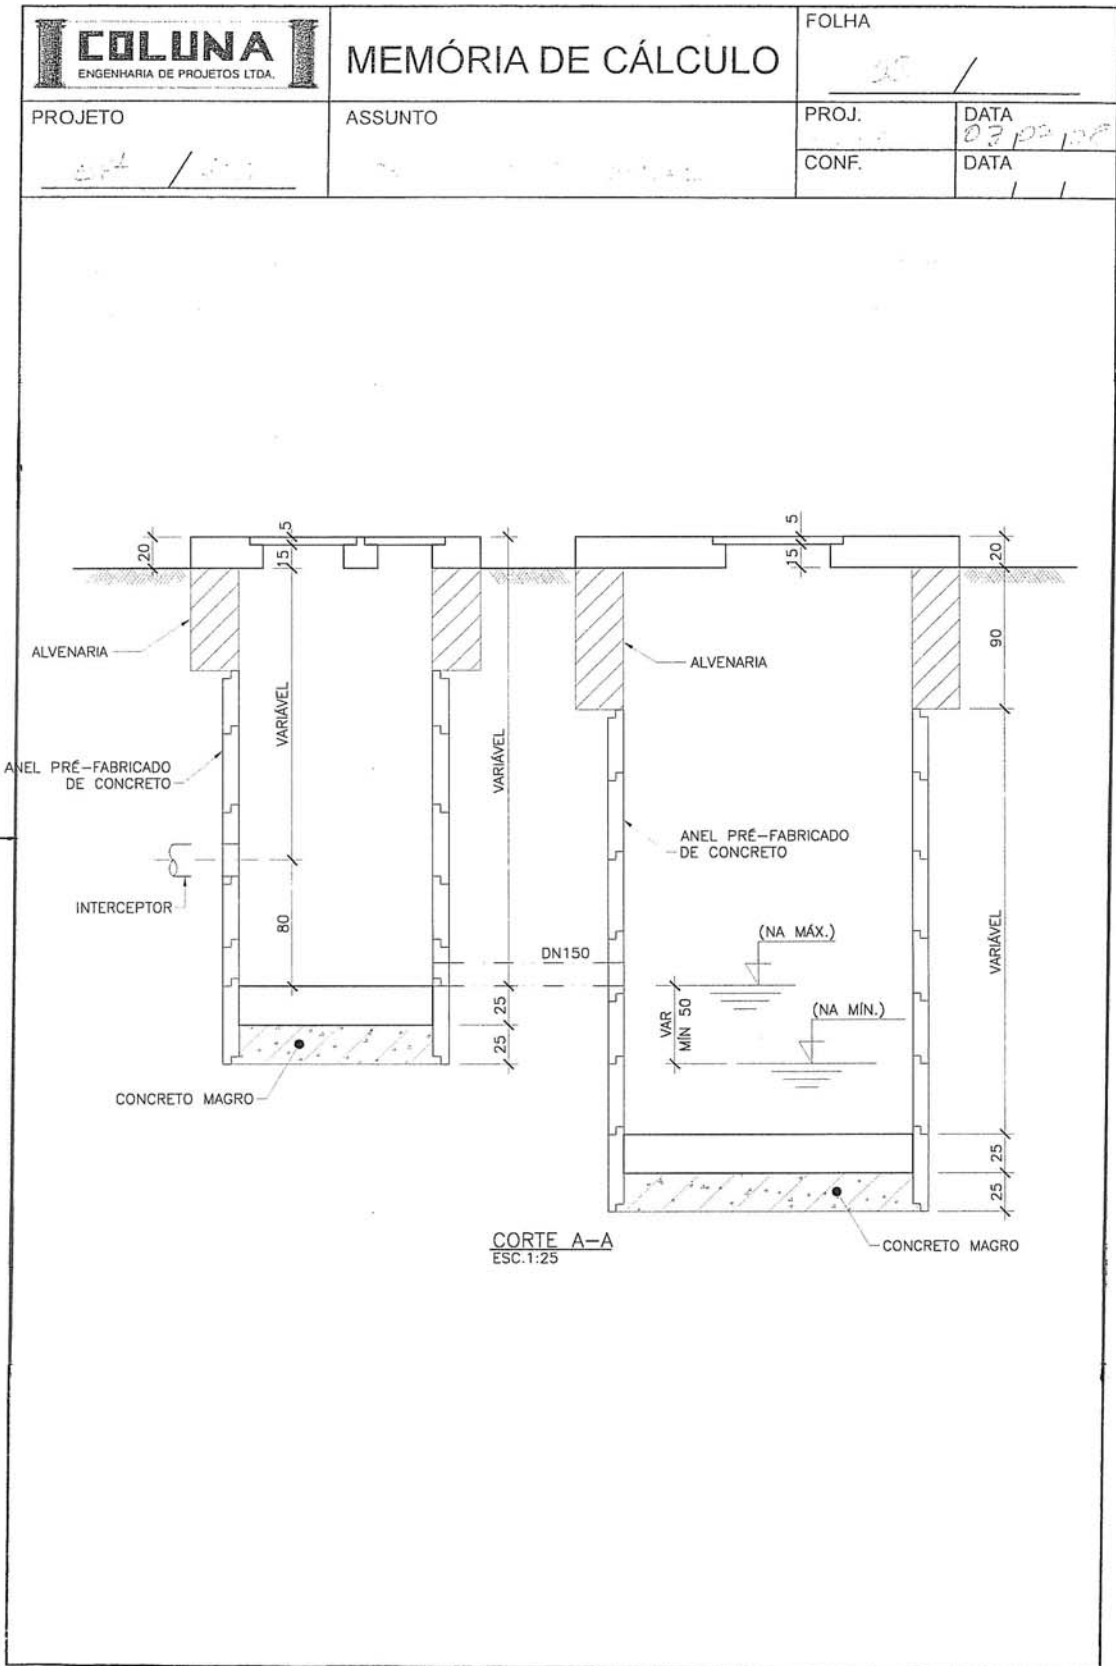 COLUNA
ENGENHARIA DE PROJETOS LTDA.
MEMÓRIA DE CÁLCULO
FOLHA
/
PROJETO
/
ASSUNTO
PROJ.
DATA
03
CONF.
DATA
/ /
20
5
15
5
15
20
ALVENARIA
ALVENARIA
90
VARIÁVEL
VARIÁVEL
ANEL PRÉ-FABRICADO
DE CONCRETO
ANEL PRÉ-FABRICADO
DE CONCRETO
INTERCEPTOR
80
DN150
(NA MÁX.)
VARIÁVEL
VAR
MÍN 50
(NA MÍN.)
25
25
CONCRETO MAGRO
25
25
CORTE A-A
ESC.1:25
CONCRETO MAGRO